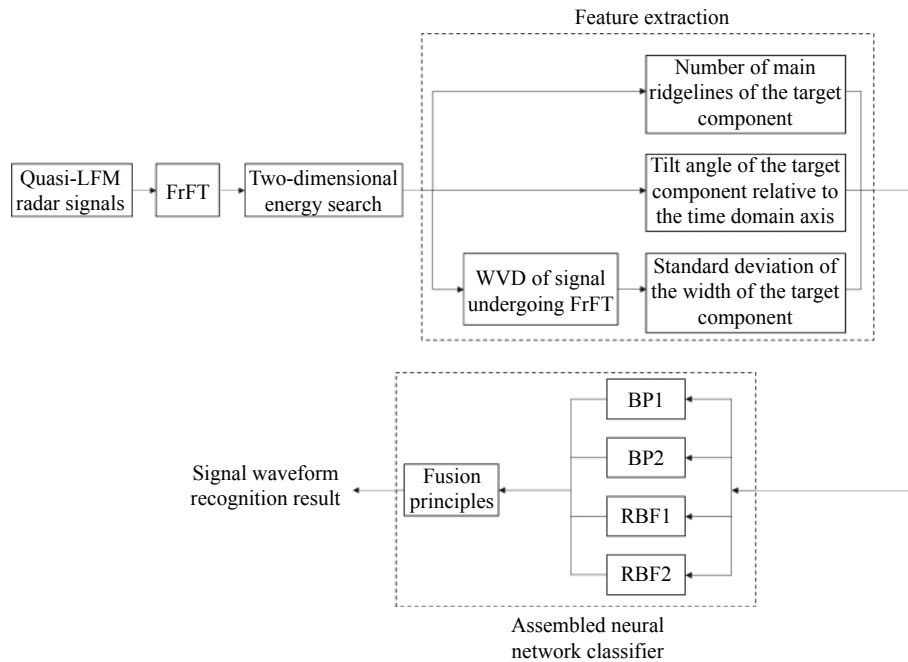 Feature extraction
Number of main
ridgelines of the target
component
Quasi-LFM
radar signals
FrFT
Two-dimensional
energy search
Tilt angle of the target
component relative to
the time domain axis
WVD of signal
undergoing FrFT
Standard deviation of
the width of the target
component
BP1
BP2
RBF1
RBF2
Fusion
principles
Signal waveform
recognition result
Assembled neural
network classifier